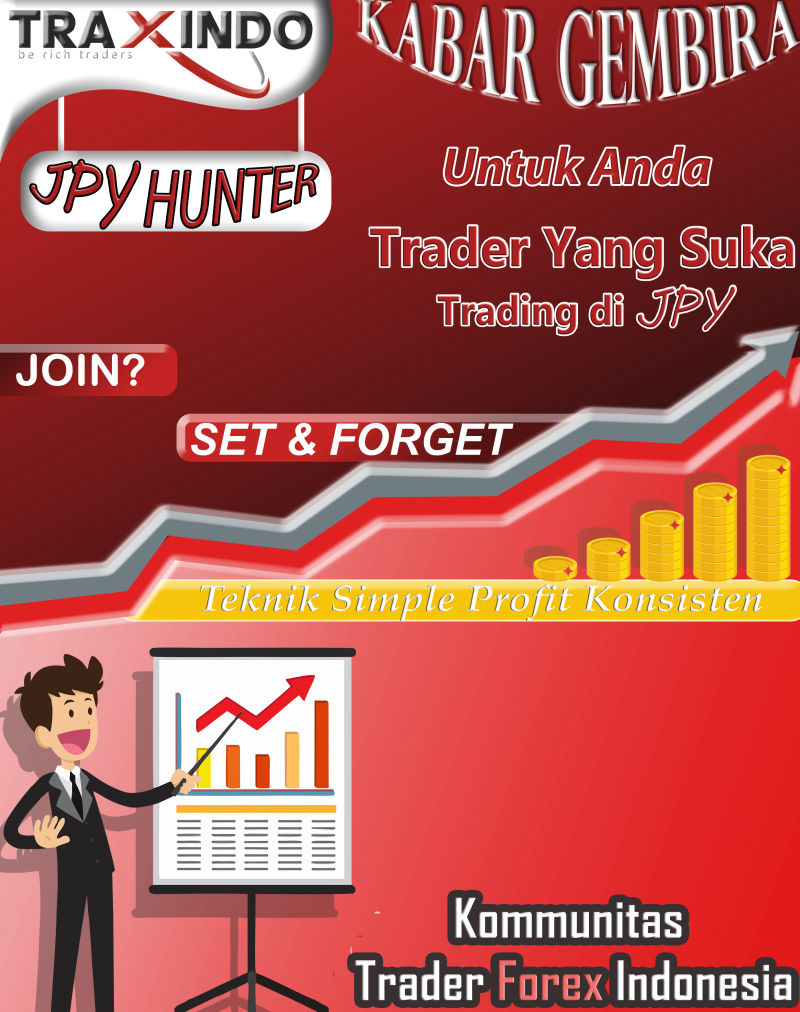 TRAXINDO
be rich traders
KABAR GEMBIRA
JPY HUNTER
Untuk Anda
Trader Yang Suka
Trading di JPY
JOIN?
SET & FORGET
Teknik Simple Profit Konsisten
Kommunitas
Trader Forex Indonesia